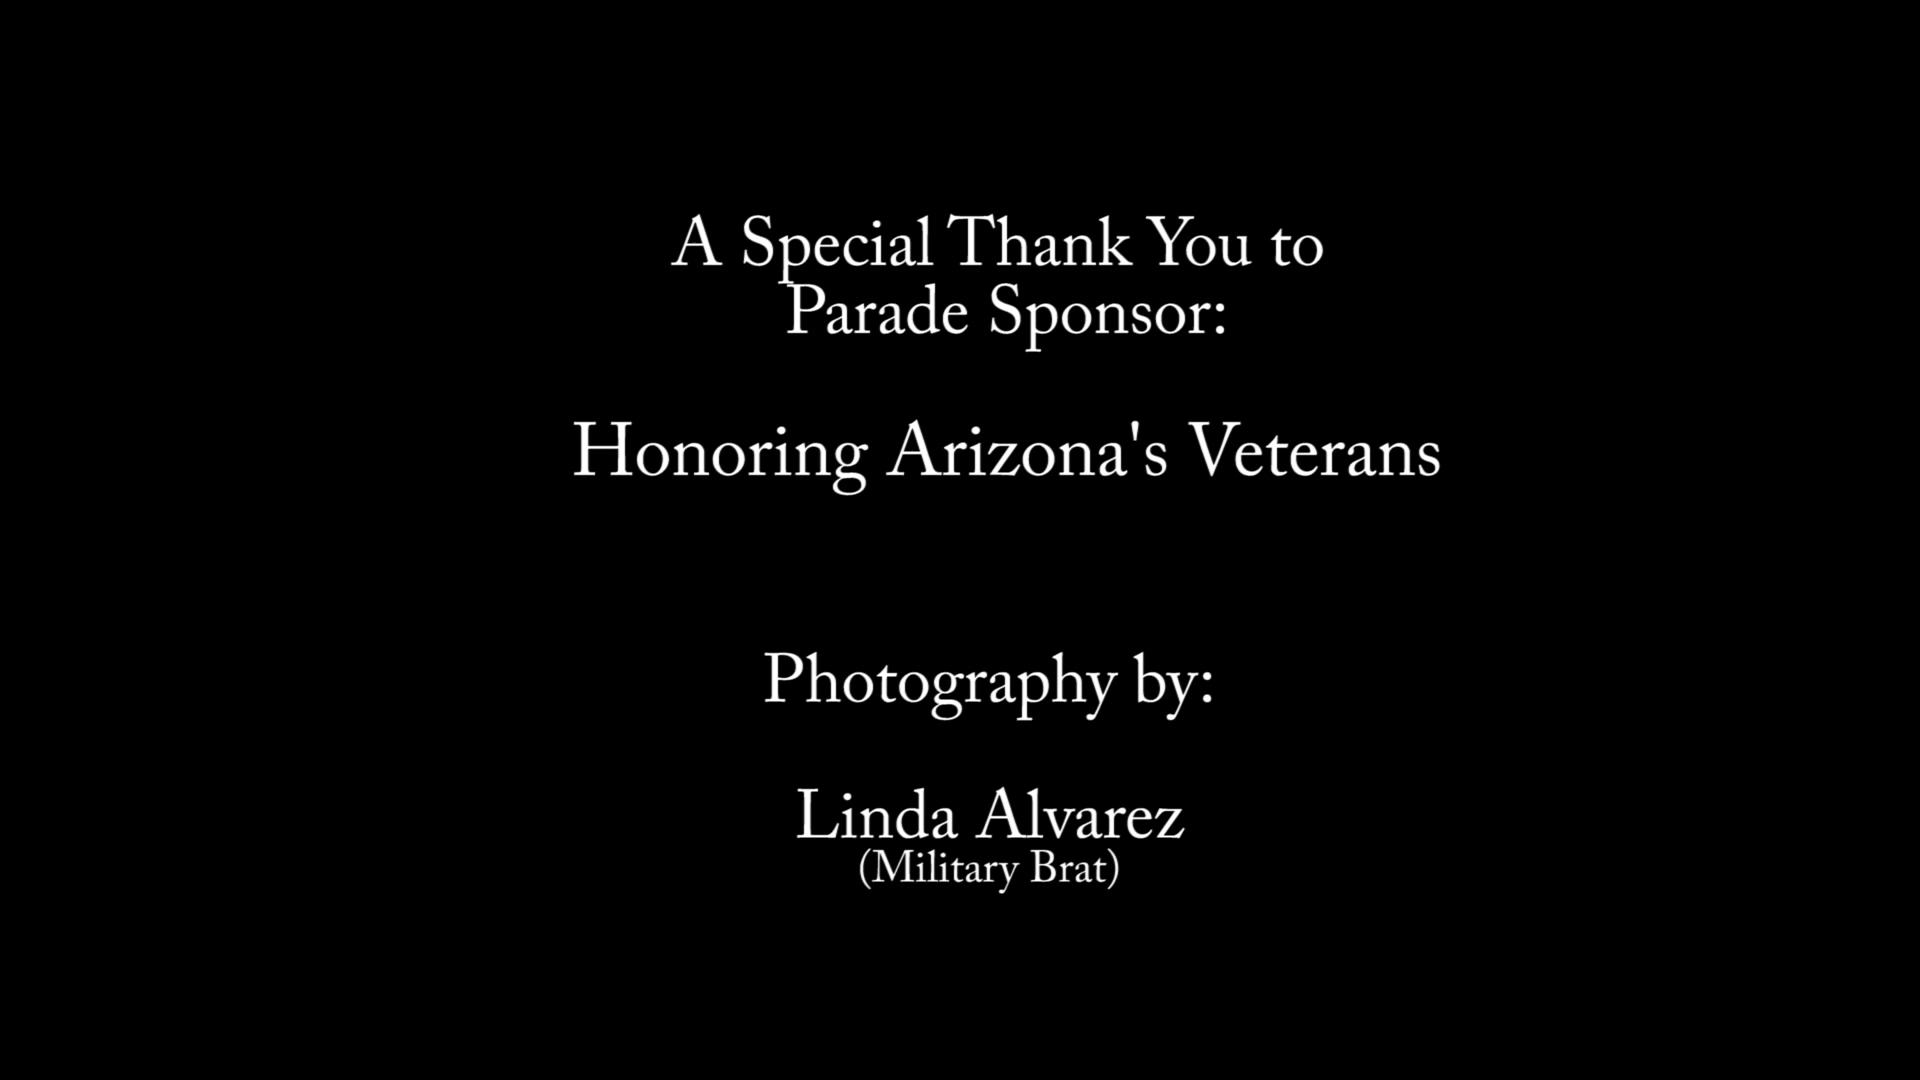 A Special Thank You to
Parade Sponsor:
Honoring Arizona's Veterans
Photography by:
Linda Alvarez
(Military Brat)